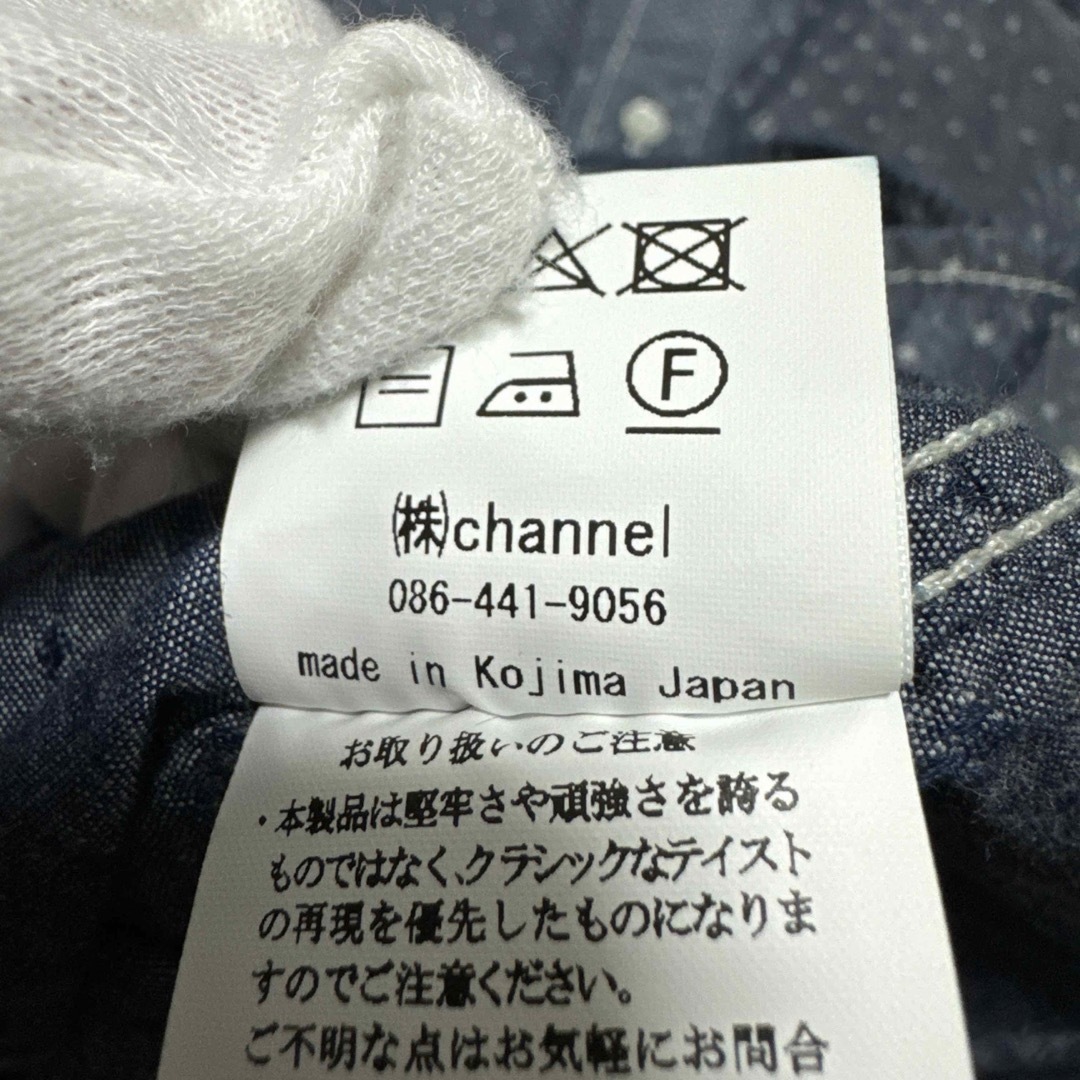 F
㈱channel
086-441-9056
made in Kojima Japan
お取り扱いのご注意
・本製品は堅牢さや頑強さを誇る
ものではなく、クラシックなテイスト
の再現を優先したものになりま
すのでご注意ください。
ご不明な点はお気軽にお問合